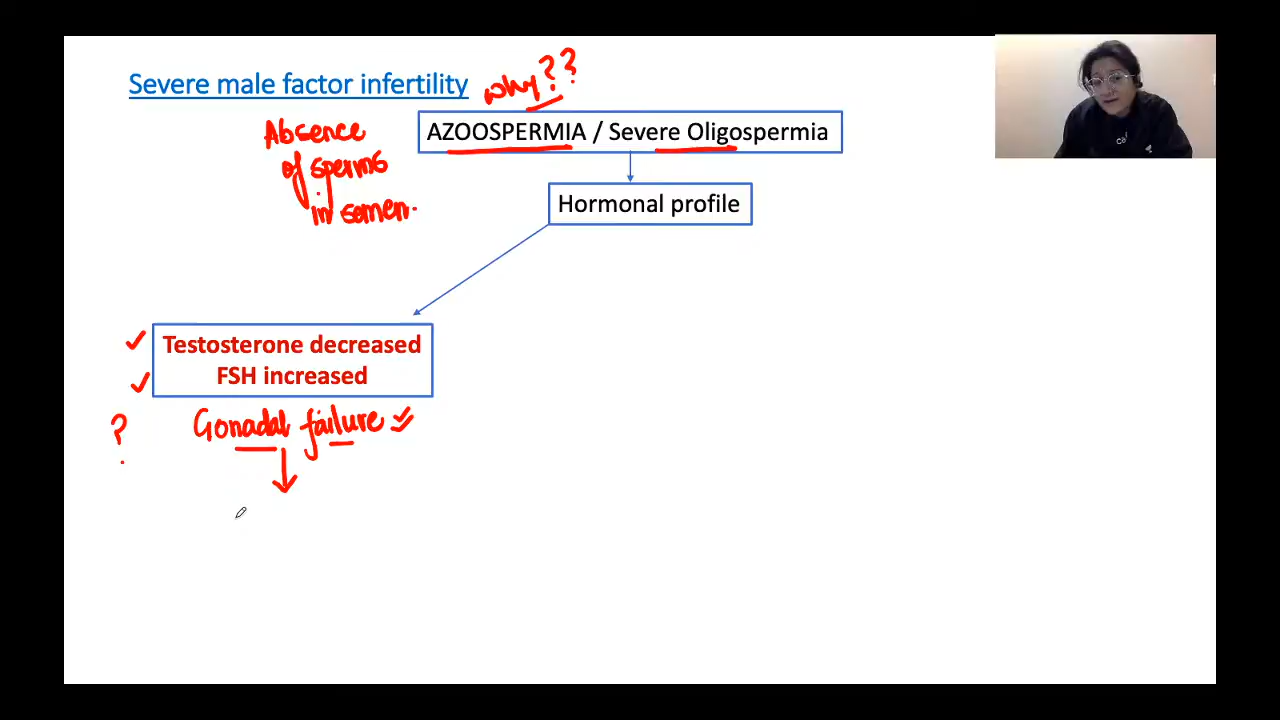 Severe male factor infertility
why??
AZOOSPERMIA / Severe Oligospermia
Absence
of sperms
in semen.
Hormonal profile
Testosterone decreased
FSH increased
? Gonadal failure